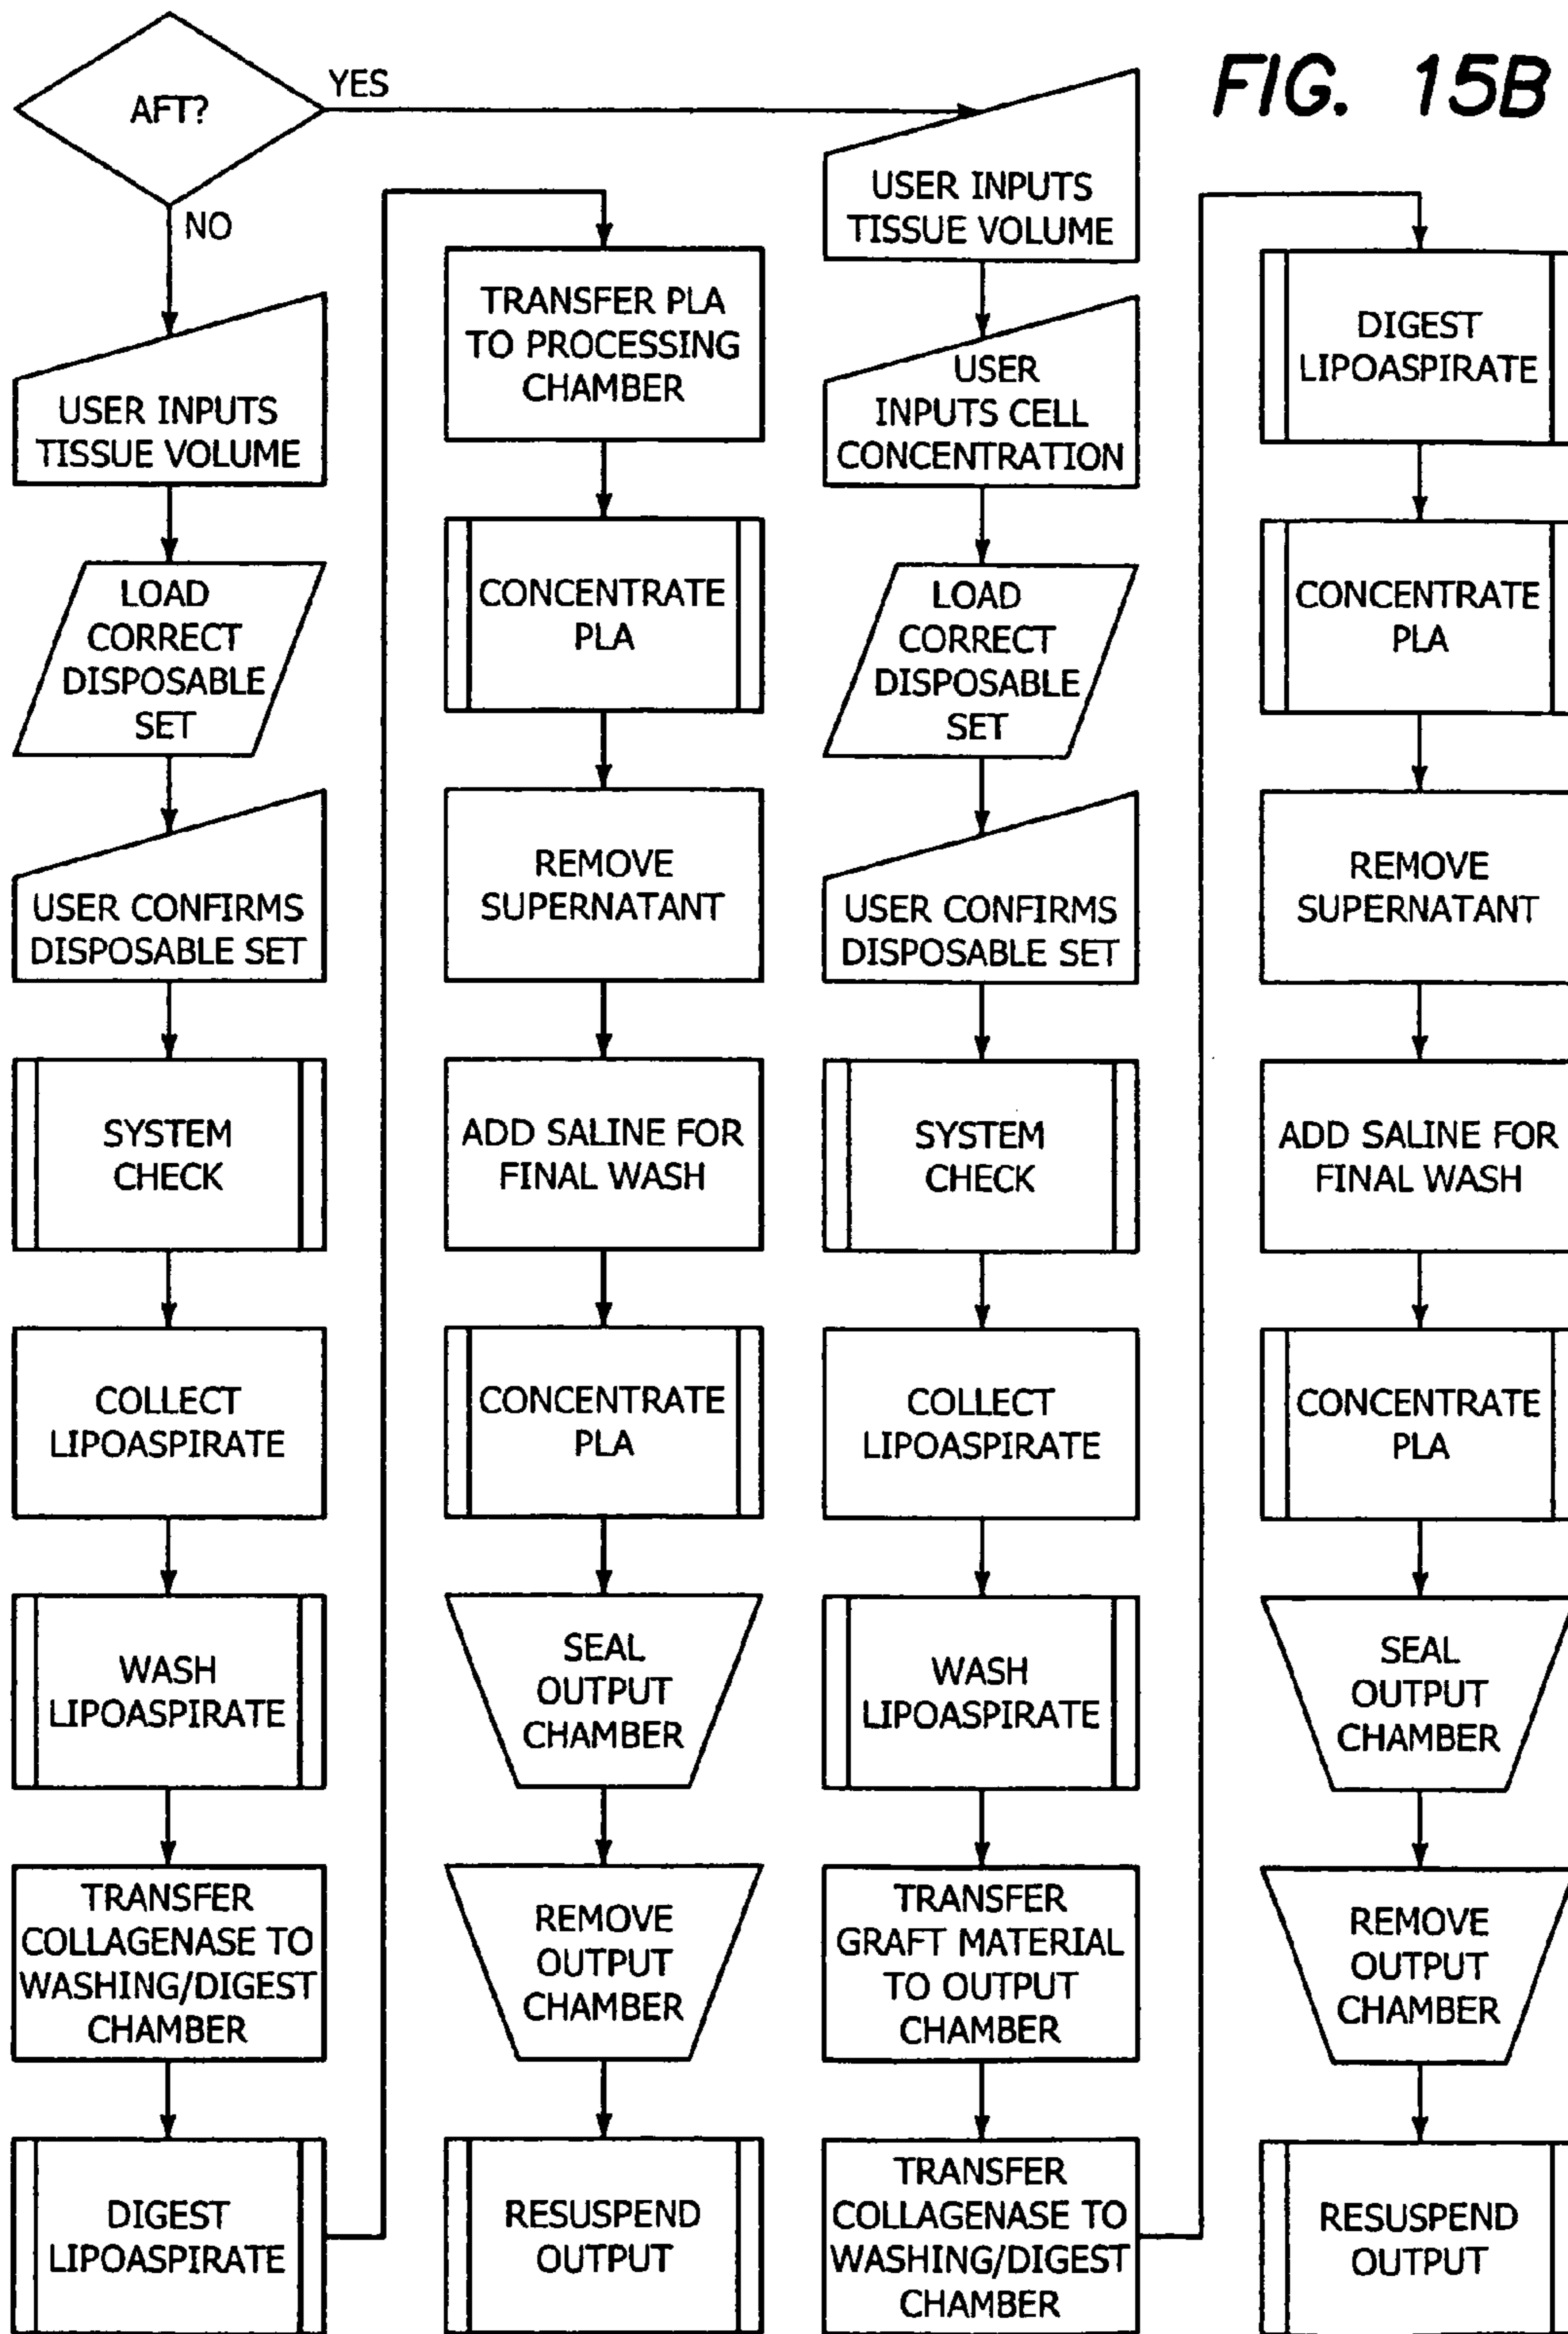 FIG. 15B
AFT?
YES
NO
USER INPUTS
TISSUE VOLUME
LOAD
CORRECT
DISPOSABLE
SET
USER CONFIRMS
DISPOSABLE SET
SYSTEM
CHECK
COLLECT
LIPOASPIRATE
WASH
LIPOASPIRATE
TRANSFER
COLLAGENASE TO
WASHING/DIGEST
CHAMBER
DIGEST
LIPOASPIRATE
TRANSFER PLA
TO PROCESSING
CHAMBER
CONCENTRATE
PLA
REMOVE
SUPERNATANT
ADD SALINE FOR
FINAL WASH
CONCENTRATE
PLA
SEAL
OUTPUT
CHAMBER
REMOVE
OUTPUT
CHAMBER
RESUSPEND
OUTPUT
USER INPUTS
TISSUE VOLUME
USER
INPUTS CELL
CONCENTRATION
LOAD
CORRECT
DISPOSABLE
SET
USER CONFIRMS
DISPOSABLE SET
SYSTEM
CHECK
COLLECT
LIPOASPIRATE
WASH
LIPOASPIRATE
TRANSFER
GRAFT MATERIAL
TO OUTPUT
CHAMBER
TRANSFER
COLLAGENASE TO
WASHING/DIGEST
CHAMBER
DIGEST
LIPOASPIRATE
CONCENTRATE
PLA
REMOVE
SUPERNATANT
ADD SALINE FOR
FINAL WASH
CONCENTRATE
PLA
SEAL
OUTPUT
CHAMBER
REMOVE
OUTPUT
CHAMBER
RESUSPEND
OUTPUT